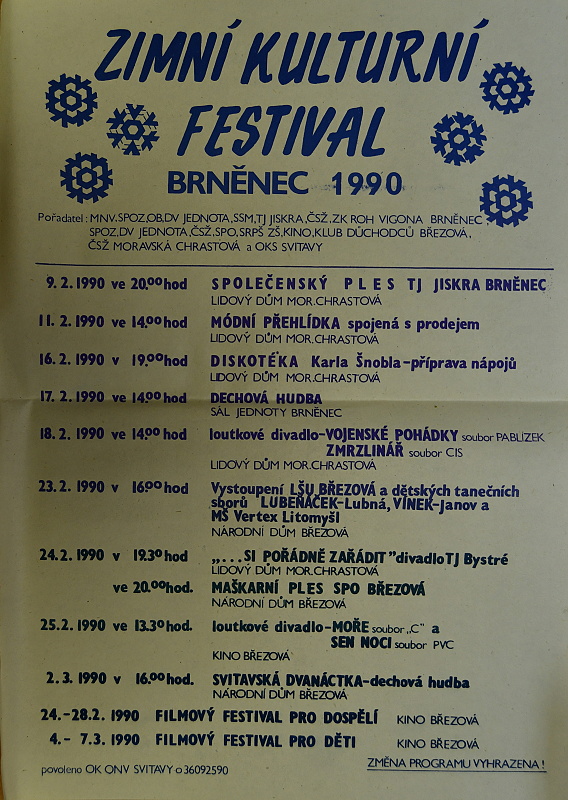 ZIMNÍ KULTURNÍ
FESTIVAL
BRNĚNEC 1990
Pořadatel: MNV.SPOZ,OB,DV JEDNOTA,SSM,TJ JISKRA,ČSŽ,ZK ROH VIGONA BRNĚNEC,
SPOZ,DV JEDNOTA,ČSŽ,SPO,SRPŠ ZŠ,KINO,KLUB DŮCHODCŮ BŘEZOVÁ,
ČSŽ MORAVSKÁ CHRASTOVÁ a OKS SVITAVY
9. 2. 1990 ve 20.00 hod SPOLEČENSKÝ PLES TJ JISKRA BRNĚNEC
LIDOVÝ DŮM MOR.CHRASTOVÁ
11. 2. 1990 ve 14.00 hod MÓDNÍ PŘEHLÍDKA spojená s prodejem
LIDOVÝ DŮM MOR.CHRASTOVÁ
16. 2. 1990 v 19.00 hod DISKOTÉKA Karla Šnobla-příprava nápojů
LIDOVÝ DŮM MOR.CHRASTOVÁ
17. 2. 1990 ve 14.00 hod DECHOVÁ HUDBA
SÁL JEDNOTY BRNĚNEC
18. 2. 1990 ve 14.00 hod loutkové divadlo-VOJENSKÉ POHÁDKY soubor PABLÍZEK
ZMRZLINÁŘ soubor CIS
LIDOVÝ DŮM MOR.CHRASTOVÁ
23. 2. 1990 v 16.00 hod Vystoupení LŠU BŘEZOVÁ a dětských tanečních
sborů LUBEŇÁČEK-Lubná, VÍNEK-Janov a
MŠ Vertex Litomyšl
NÁRODNÍ DŮM BŘEZOVÁ
24. 2. 1990 v 19.30 hod „...SI POŘÁDNĚ ZAŘÁDIT" divadlo TJ Bystré
LIDOVÝ DŮM MOR.CHRASTOVÁ
ve 20.00 hod. MAŠKARNÍ PLES SPO BŘEZOVÁ
NÁRODNÍ DŮM BŘEZOVÁ
25. 2. 1990 ve 13.30 hod. loutkové divadlo-MOŘE soubor „C" a
SEN NOCI soubor PVC
KINO BŘEZOVÁ
2. 3. 1990 v 16.00 hod. SVITAVSKÁ DVANÁCTKA-dechová hudba
NÁRODNÍ DŮM BŘEZOVÁ
24.-28.2. 1990 FILMOVÝ FESTIVAL PRO DOSPĚLÍ KINO BŘEZOVÁ
4.- 7.3. 1990 FILMOVÝ FESTIVAL PRO DĚTI KINO BŘEZOVÁ
povoleno OK ONV SVITAVY o 36092590 ZMĚNA PROGRAMU VYHRAZENA!